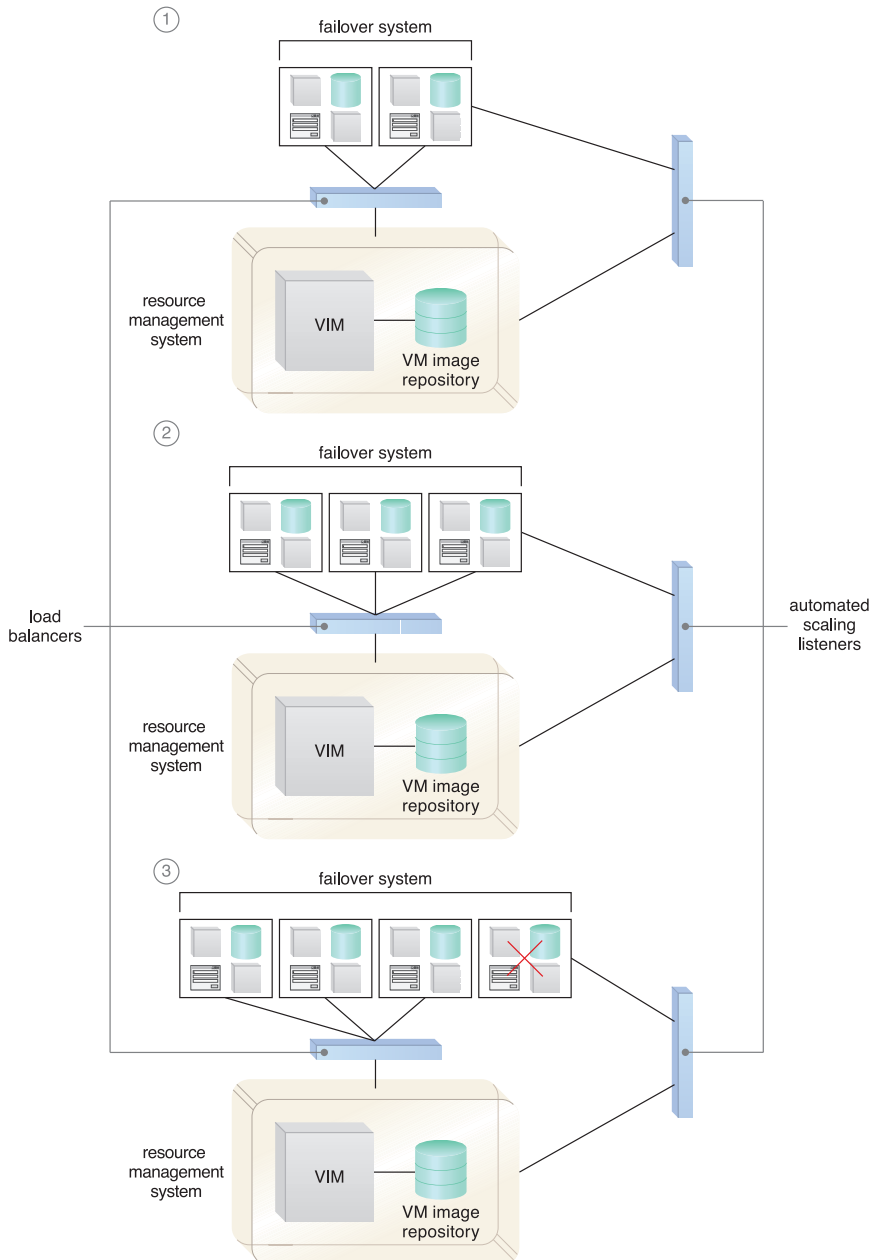 1
failover system
resource
management
system
VIM
VM image
repository
2
failover system
load
balancers
automated
scaling
listeners
resource
management
system
VIM
VM image
repository
3
failover system
resource
management
system
VIM
VM image
repository